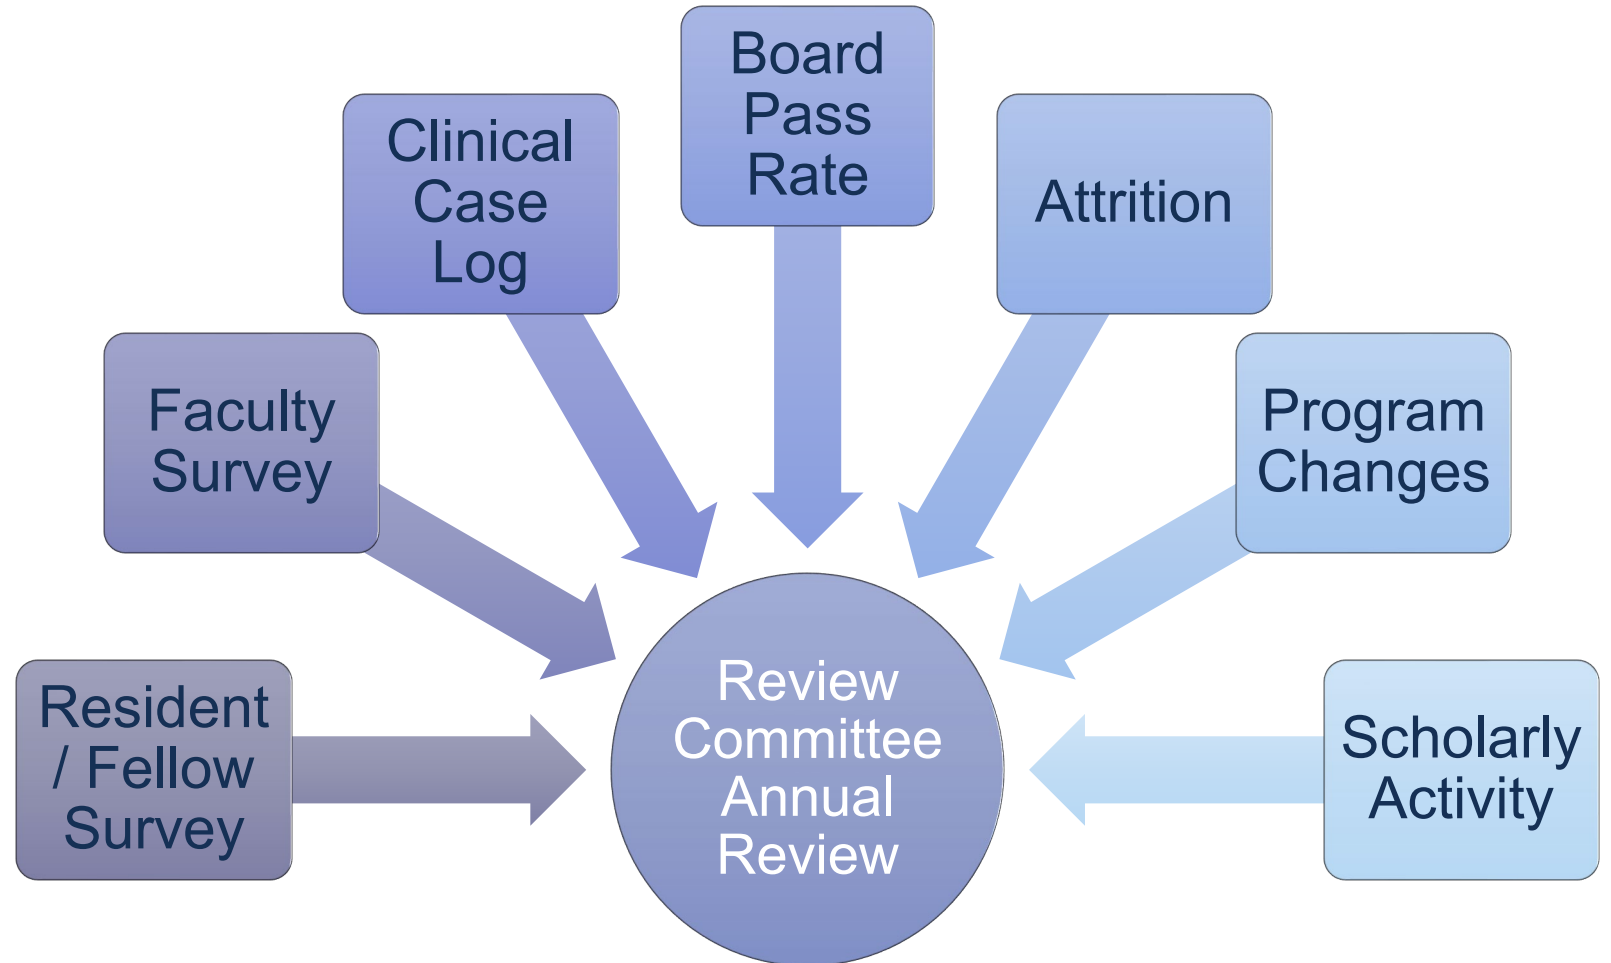 Board
Pass
Rate
Clinical
Case
Log
Attrition
Faculty
Survey
Program
Changes
Resident
/ Fellow
Survey
Review
Committee
Annual
Review
Scholarly
Activity